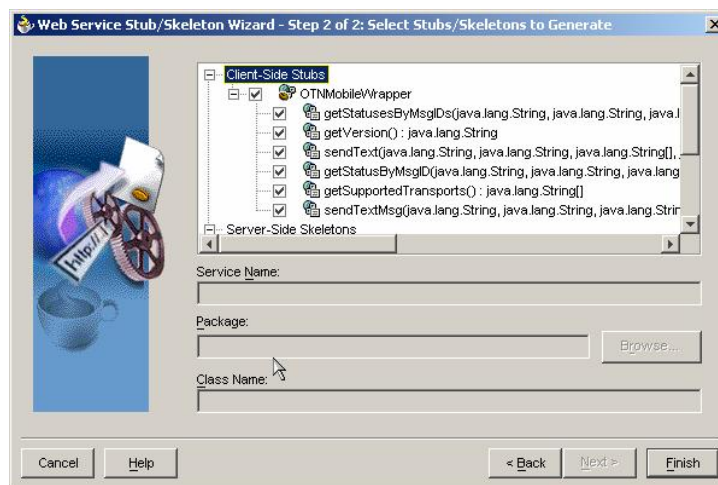 Web Service Stub/Skeleton Wizard - Step 2 of 2: Select Stubs/Skeletons to Generate
Client-Side Stubs
OTNMobileWrapper
getStatusesByMsgIDs(java.lang.String, java.lang.String, java.l
getVersion() : java.lang.String
sendText(java.lang.String, java.lang.String, java.lang.String[],
getStatusByMsgID(java.lang.String, java.lang.String, java.lang
getSupportedTransports() : java.lang.String[]
sendTextMsg(java.lang.String, java.lang.String, java.lang.Strin
Server-Side Skeletons
http://
Service Name:
Package:
Browse...
Class Name:
Cancel Help < Back Next > Finish